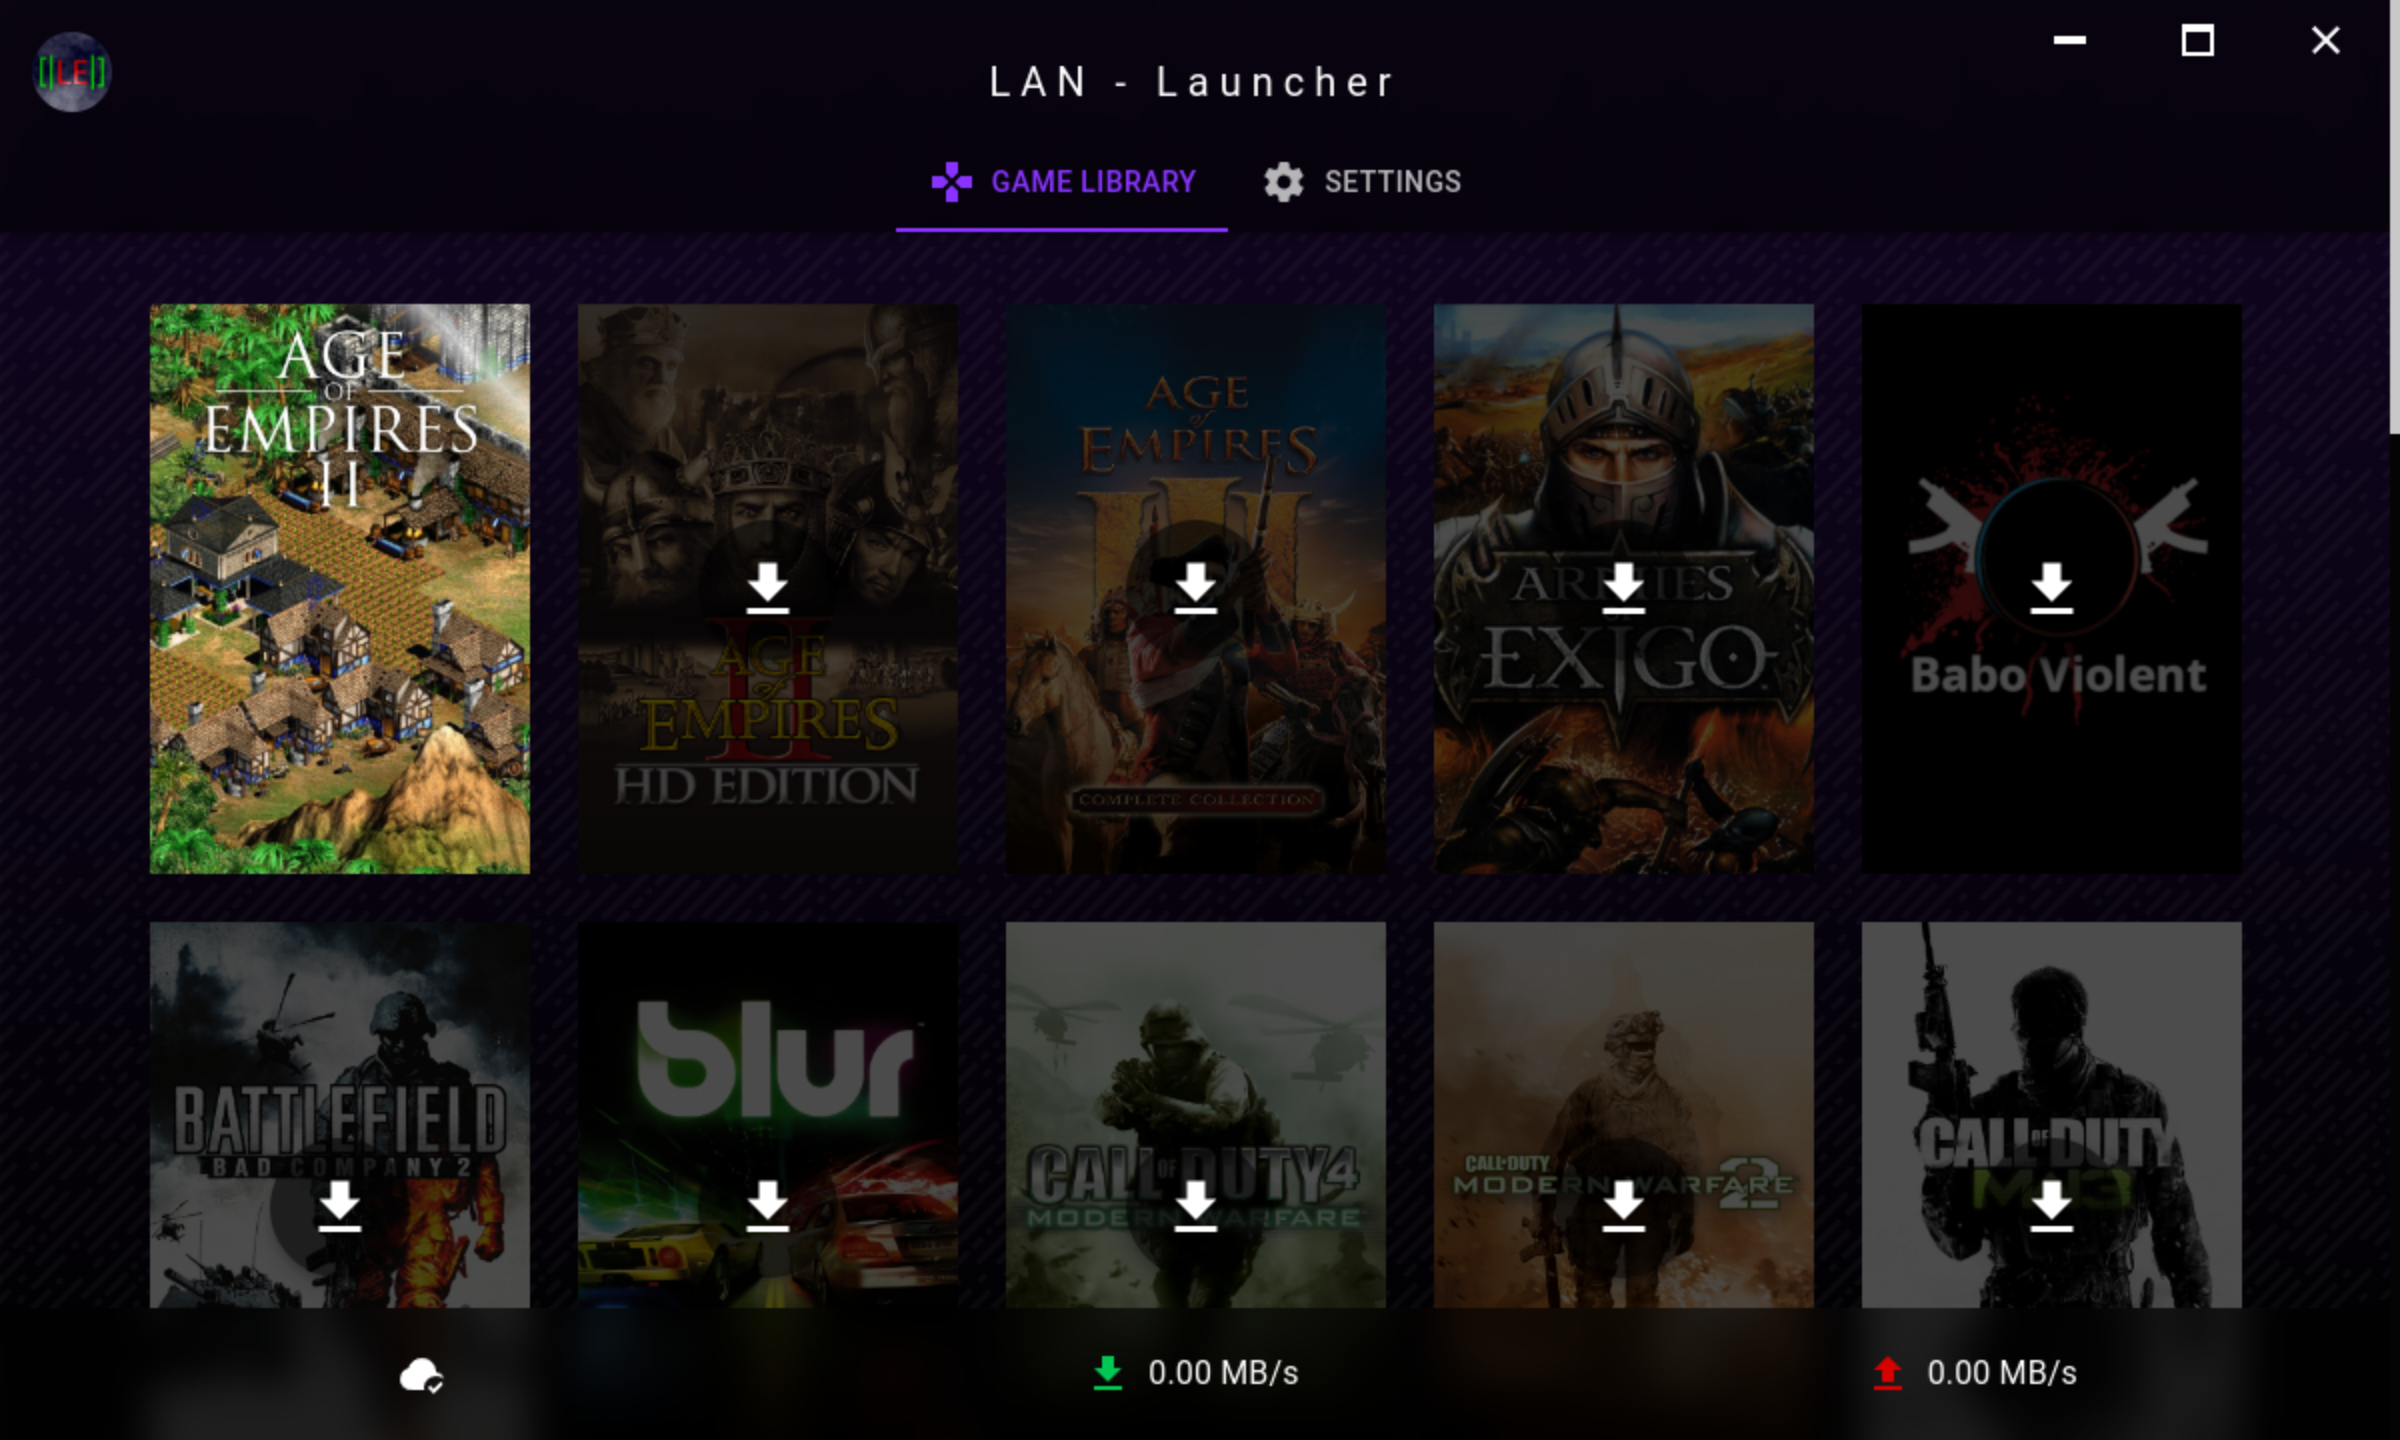 [|LE|]
LAN - Launcher
GAME LIBRARY
SETTINGS
AGE
OF
EMPIRES
II
II
AGE
of
EMPIRES
HD EDITION
AGE
of
EMPIRES
III
COMPLETE COLLECTION
ARMIES
EXIGO
Babo Violent
BATTLEFIELD
BAD COMPANY 2
blur
CALL OF DUTY 4
MODERN WARFARE
CALL OF DUTY
MODERN WARFARE
2
CALL OF DUTY
MW3
0.00 MB/s
0.00 MB/s